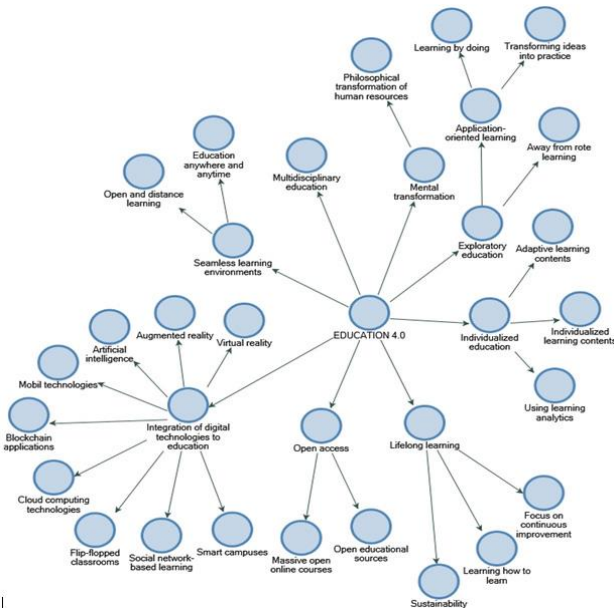 Learning by doing
Transforming ideas
into practice
Philosophical
transformation of
human resources
Application-
oriented learning
Away from rote
learning
Education
anywhere and
anytime
Multidisciplinary
education
Mental
transformation
Open and distance
learning
Exploratory
education
Adaptive learning
contents
Seamless learning
environments
EDUCATION 4.0
Individualized
education
Individualized
learning contents
Augmented reality
Virtual reality
Artificial
intelligence
Mobil technologies
Using learning
analytics
Integration of digital
technologies to
education
Blockchain
applications
Open access
Lifelong learning
Cloud computing
technologies
Focus on
continuous
improvement
Flip-flopped
classrooms
Social network-
based learning
Smart campuses
Massive open
online courses
Open educational
sources
Learning how to
learn
Sustainability